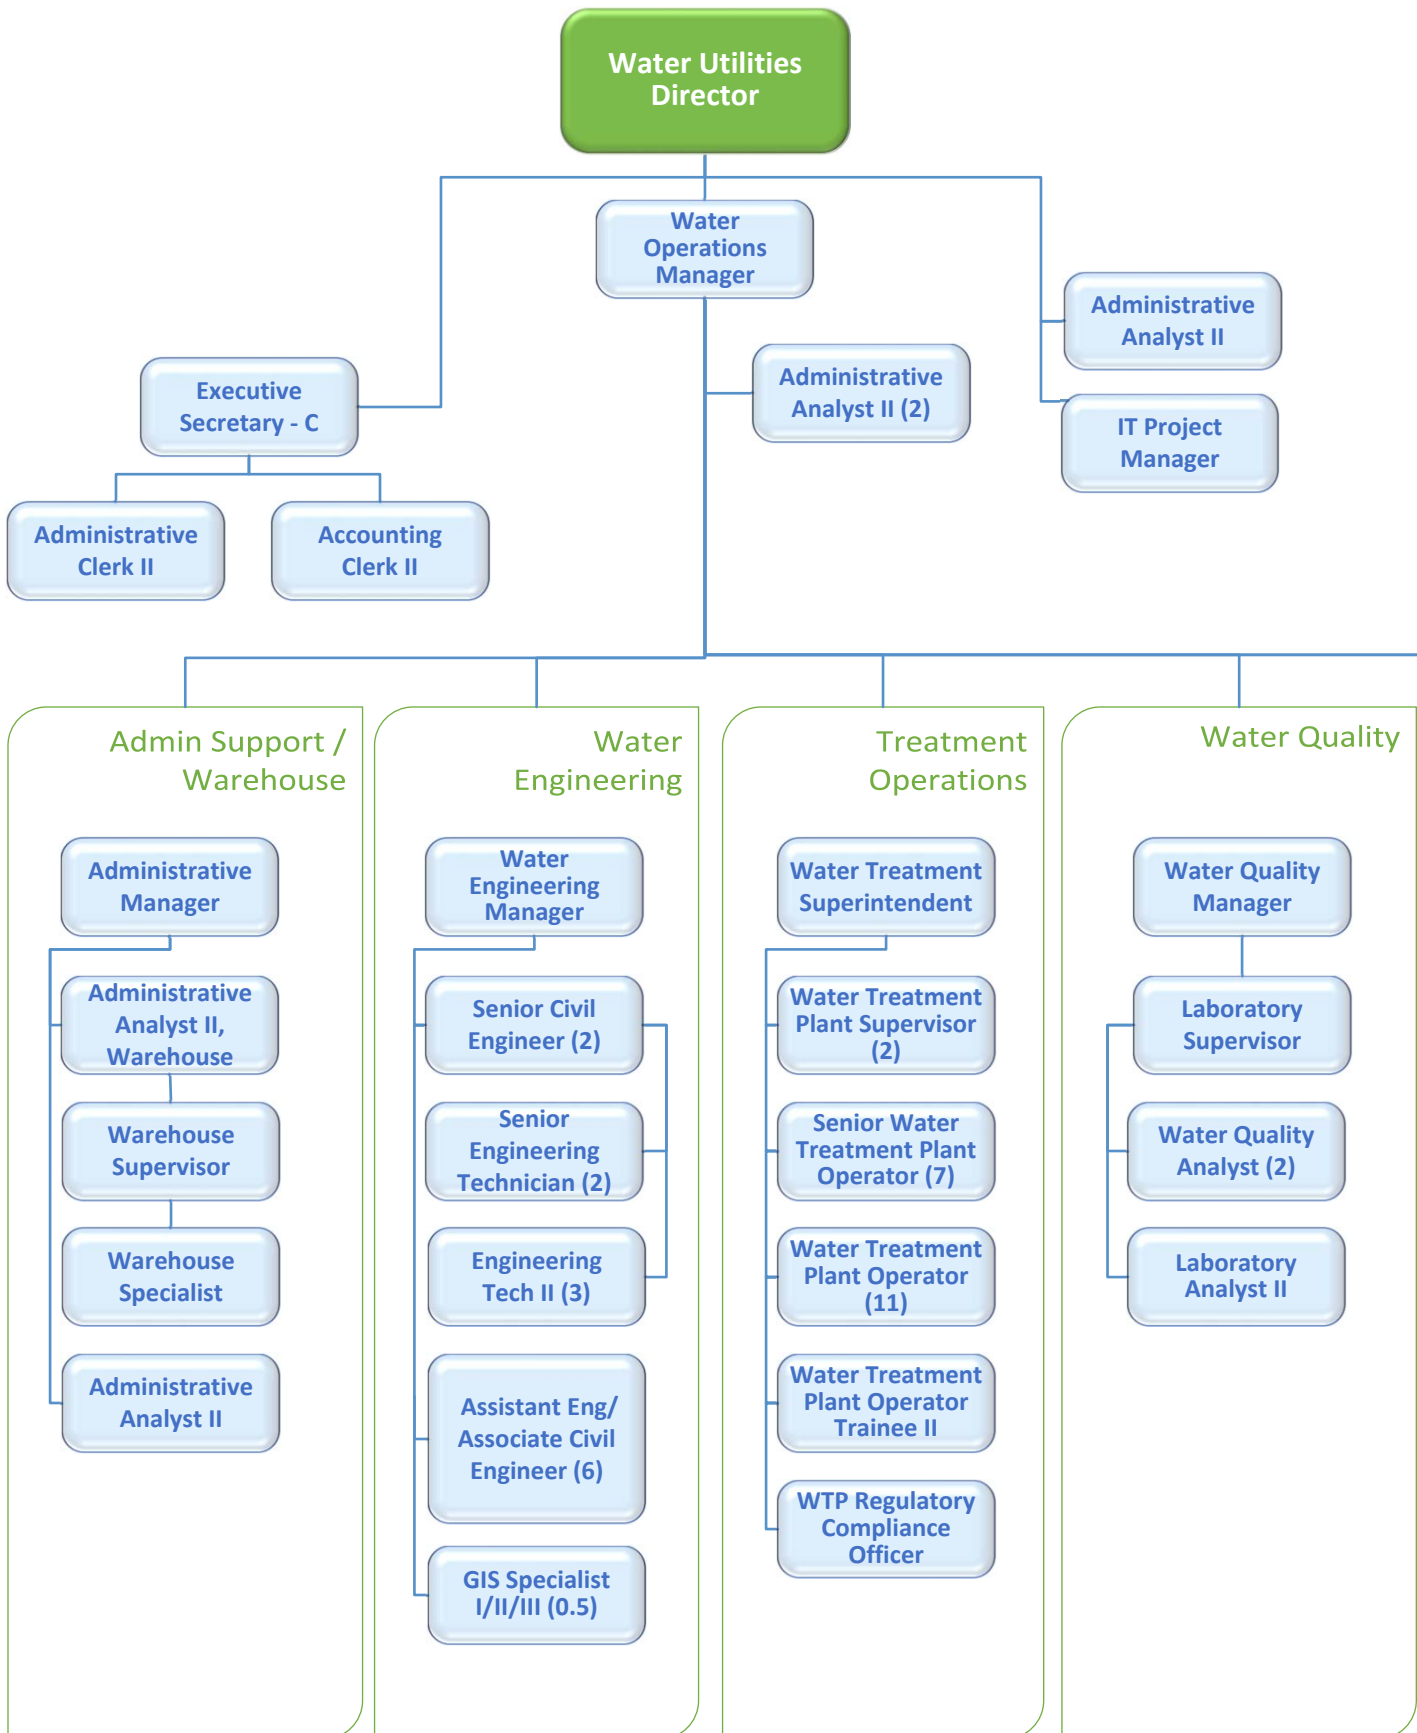 Water Utilities
Director
Water
Operations
Manager
Administrative
Analyst II
Administrative
Analyst II (2)
Executive
Secretary - C
IT Project
Manager
Administrative
Clerk II
Accounting
Clerk II
Admin Support /
Warehouse
Administrative
Manager
Administrative
Analyst II,
Warehouse
Warehouse
Supervisor
Warehouse
Specialist
Administrative
Analyst II
Water
Engineering
Water
Engineering
Manager
Senior Civil
Engineer (2)
Senior
Engineering
Technician (2)
Engineering
Tech II (3)
Assistant Eng/
Associate Civil
Engineer (6)
GIS Specialist
I/II/III (0.5)
Treatment
Operations
Water Treatment
Superintendent
Water Treatment
Plant Supervisor
(2)
Senior Water
Treatment Plant
Operator (7)
Water Treatment
Plant Operator
(11)
Water Treatment
Plant Operator
Trainee II
WTP Regulatory
Compliance
Officer
Water Quality
Water Quality
Manager
Laboratory
Supervisor
Water Quality
Analyst (2)
Laboratory
Analyst II